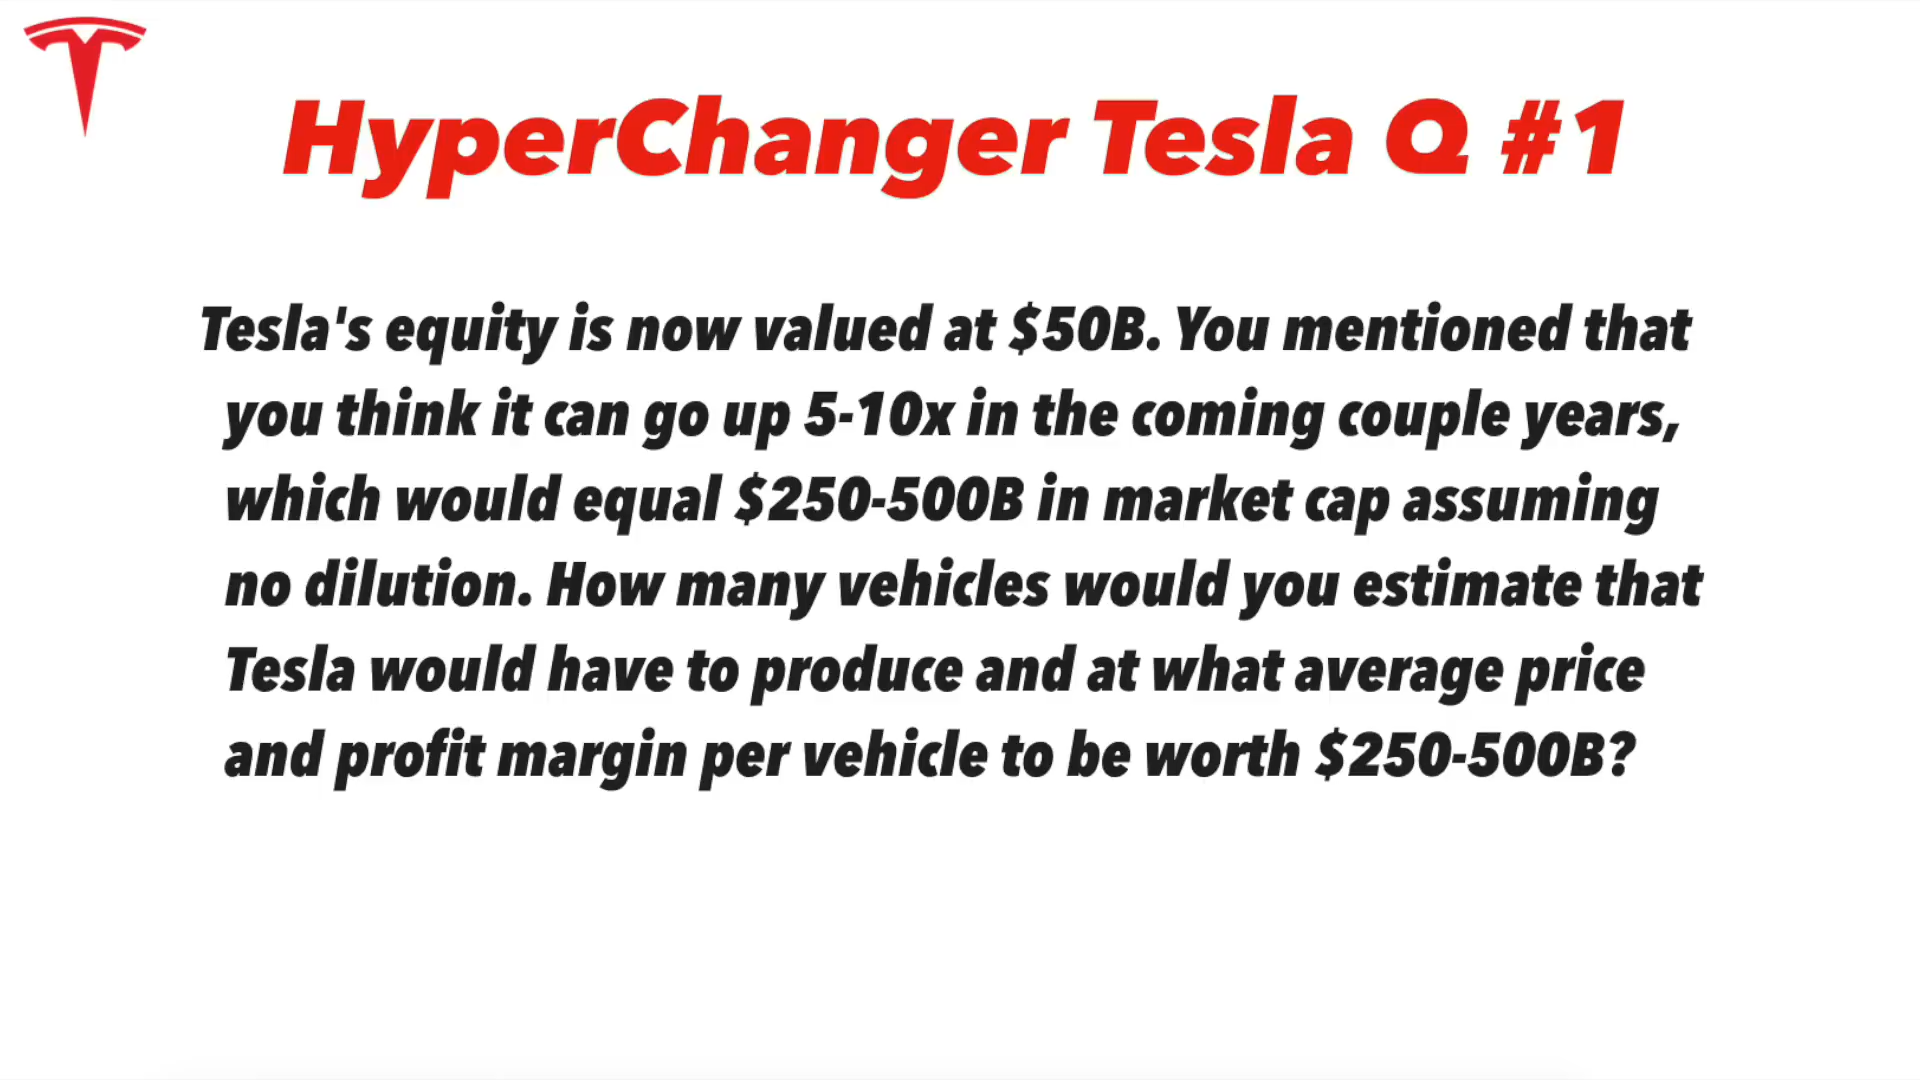 HyperChanger Tesla Q #1
Tesla's equity is now valued at $50B. You mentioned that
you think it can go up 5-10x in the coming couple years,
which would equal $250-500B in market cap assuming
no dilution. How many vehicles would you estimate that
Tesla would have to produce and at what average price
and profit margin per vehicle to be worth $250-500B?